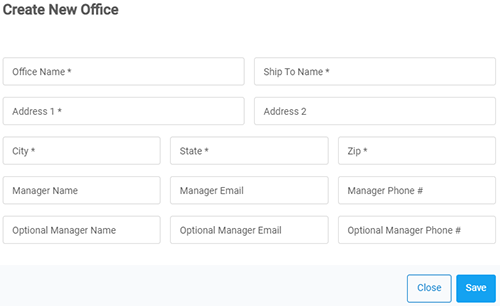 Create New Office
Office Name * Ship To Name *
Address 1 * Address 2
City * State * Zip *
Manager Name Manager Email Manager Phone #
Optional Manager Name Optional Manager Email Optional Manager Phone #
Close Save